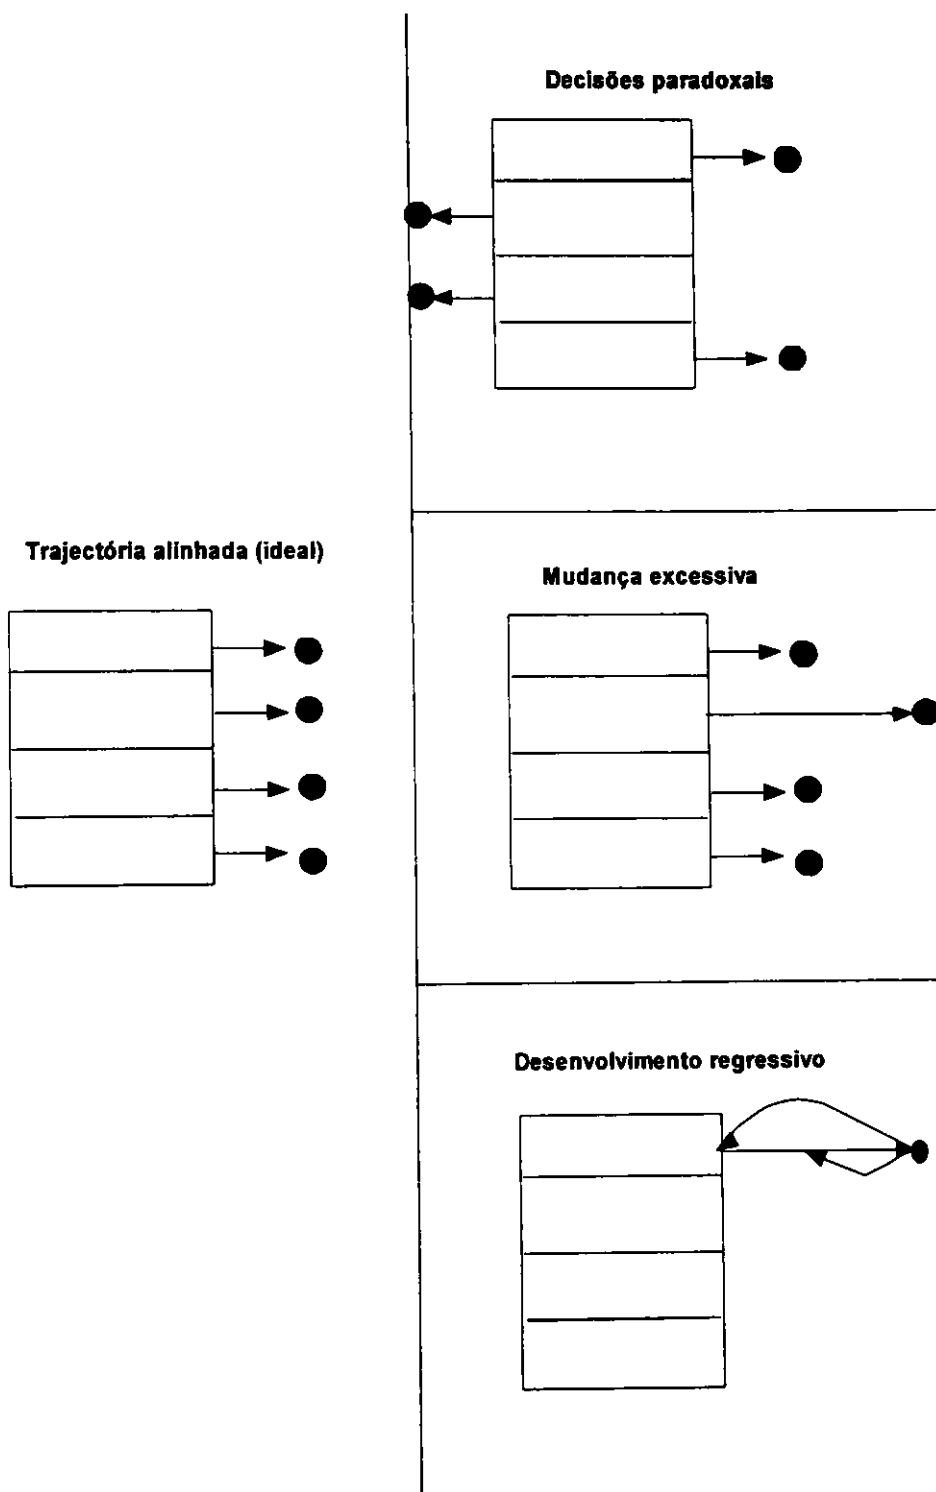 Decisões paradoxais
Trajectória alinhada (ideal)
Mudança excessiva
Desenvolvimento regressivo